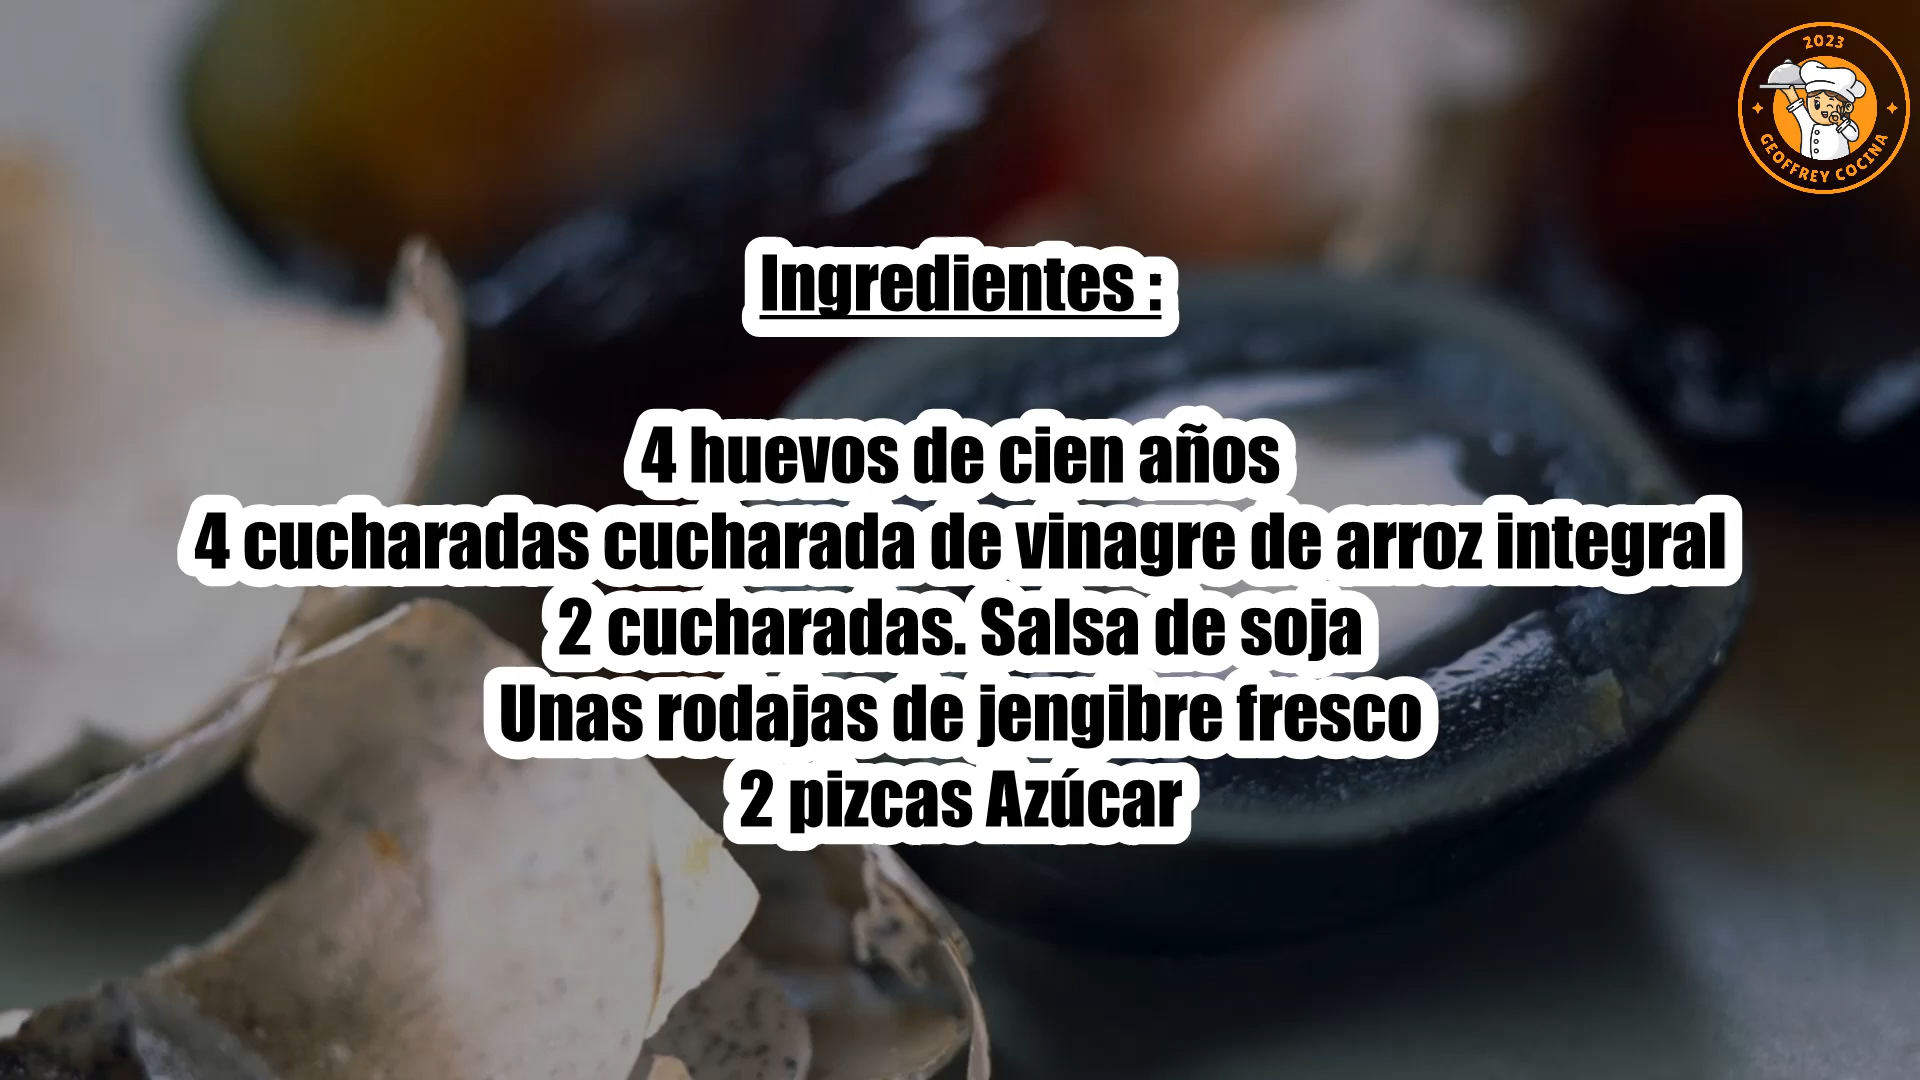 2023
GEOFFREY COCINA
Ingredientes :
4 huevos de cien años
4 cucharadas cucharada de vinagre de arroz integral
2 cucharadas. Salsa de soja
Unas rodajas de jengibre fresco
2 pizcas Azúcar